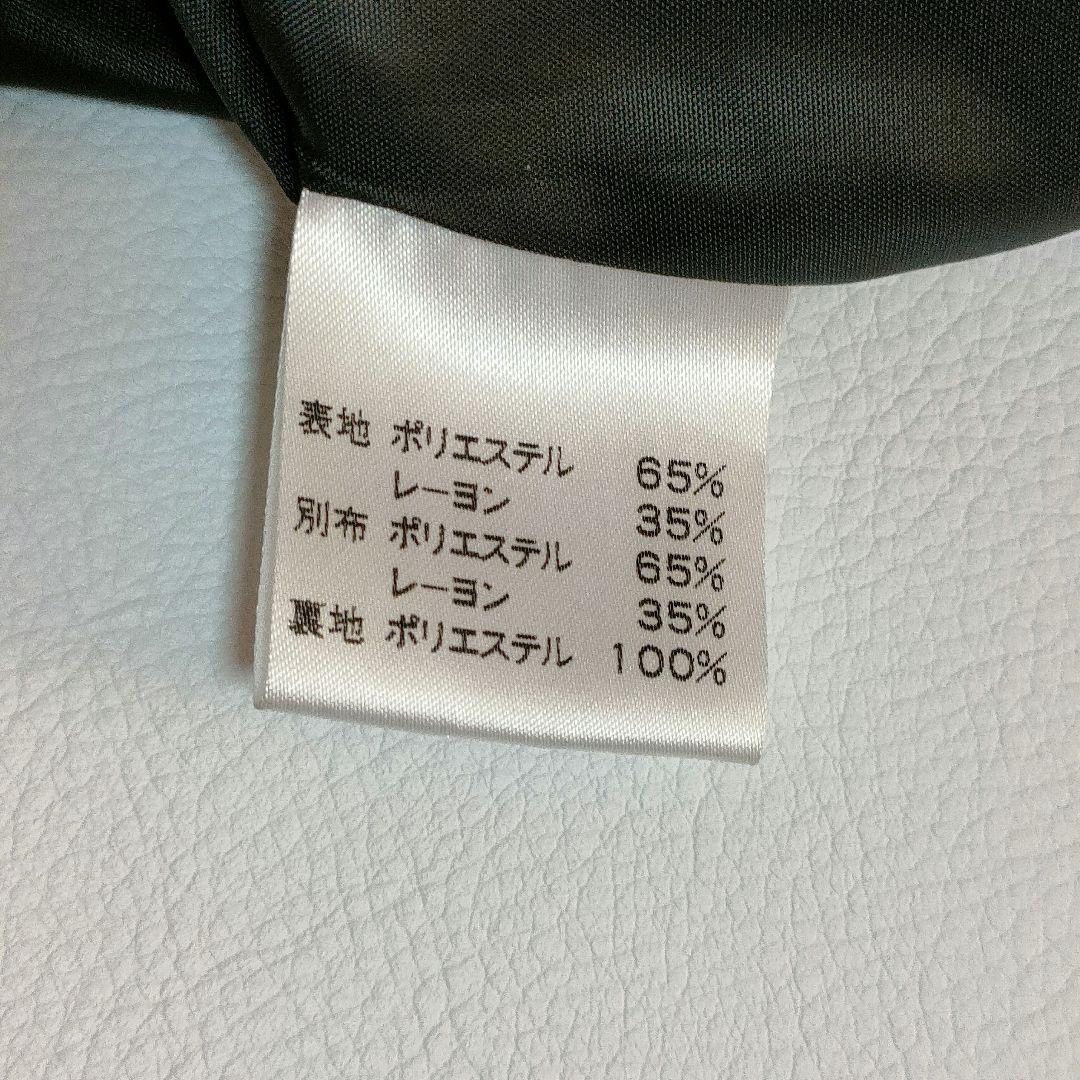 表地 ポリエステル 65%
レーヨン 35%
別布 ポリエステル 65%
レーヨン 35%
裏地 ポリエステル 100%